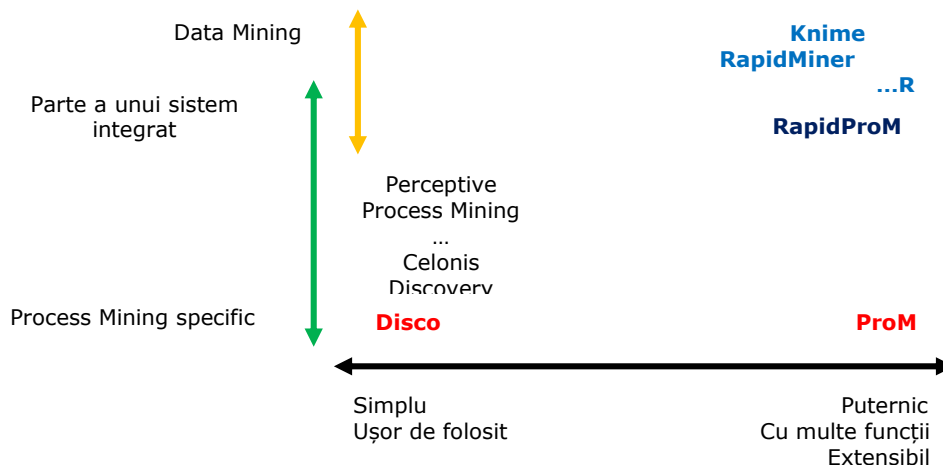 Data Mining
Knime
RapidMiner
...R
Parte a unui sistem
integrat
RapidProM
Perceptive
Process Mining
...
Celonis
Discovery
Process Mining specific
Disco
ProM
Simplu
Ușor de folosit
Puternic
Cu multe funcții
Extensibil